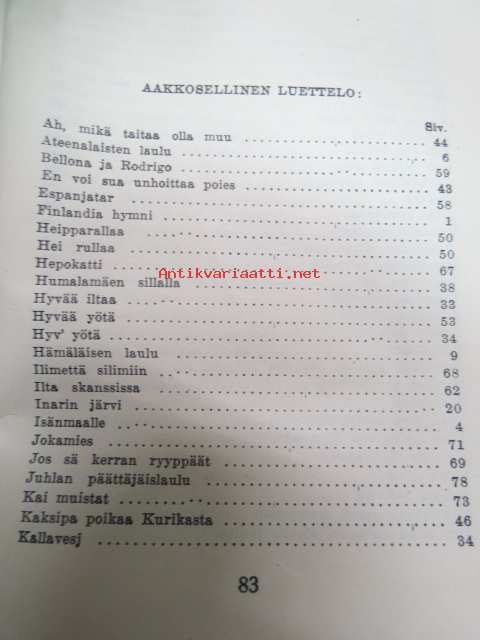 AAKKOSELLINEN LUETTELO:
Siv.
Ah, mikä taitaa olla muu 44
Ateenalaisten laulu 6
Bellona ja Rodrigo 59
En voi sua unhoittaa poies 43
Espanjatar 58
Finlandia hymni 1
Heipparallaa 50
Hei rullaa 50
Hepokatti 67
Antikvariaatti.net
Humalamäen sillalla 38
Hyvää iltaa 33
Hyvää yötä 53
Hyv' yötä 34
Hämäläisen laulu 9
Ilimettä silimiin 68
Ilta skanssissa 62
Inarin järvi 20
Isänmaalle 4
Jokamies 71
Jos sä kerran ryyppäät 69
Juhlan päättäjäislaulu 78
Kai muistat 73
Kaksipa poikaa Kurikasta 46
Kallavesj 34
83